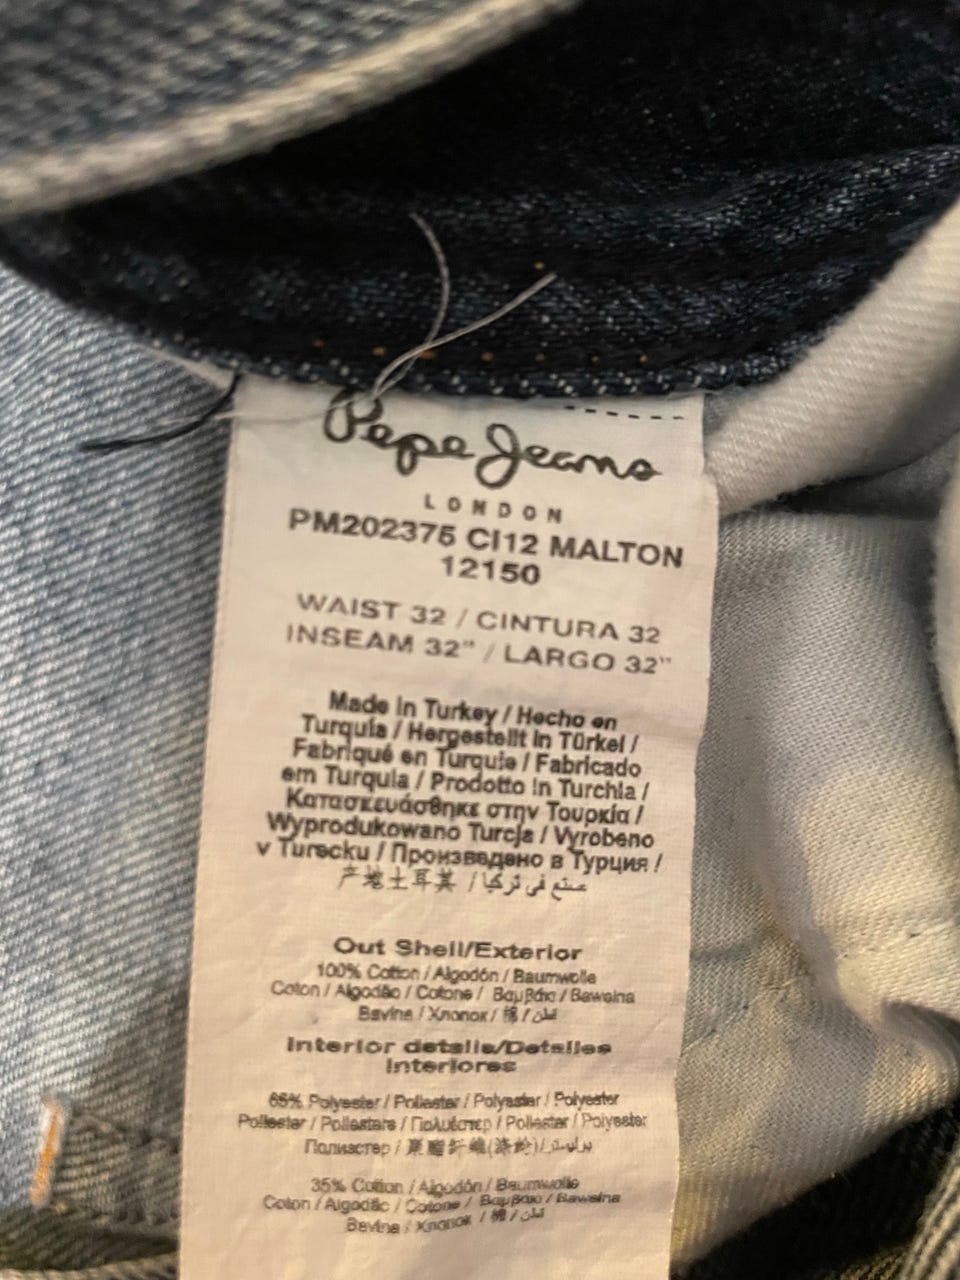 Pepe Jeans
LONDON
PM202375 CI12 MALTON
12150
WAIST 32 / CINTURA 32
INSEAM 32" / LARGO 32"
Made in Turkey / Hecho en
Turquía / Hergestellt in Türkei /
Fabriqué en Turquie / Fabricado
em Turquia / Prodotto in Turchia /
Κατασκευάσθηκε στην Τουρκία /
Wyprodukowano Turcja / Vyrobeno
v Turecku / Произведено в Турция /
产地土耳其 / صنع في تركيا
Out Shell/Exterior
100% Cotton / Algodón / Baumwolle
Coton / Algodão / Cotone / Βαμβάκι / Bawełna
Bavlna / Хлопок / 棉 / قطن
Interior details/Detalles
Interiores
65% Polyester / Poliester / Polyester / Polyester
Poliester / Poliestere / Πολυέστερ / Poliester / Polyester
Полиэстер / 聚酯纤维(涤纶) / بوليستر
35% Cotton / Algodón / Baumwolle
Coton / Algodão / Cotone / Βαμβάκι / Bawełna
Bavlna / Хлопок / 棉 / قطن